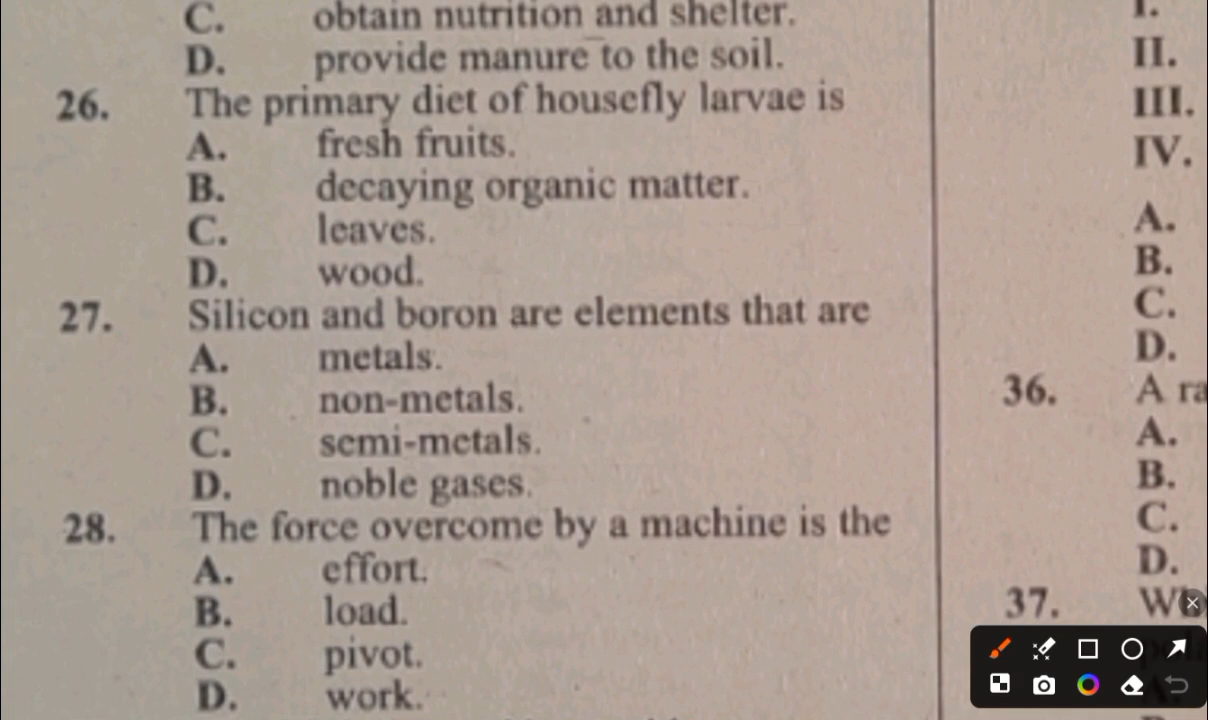 C. obtain nutrition and shelter.
D. provide manure to the soil.
26. The primary diet of housefly larvae is
A. fresh fruits.
B. decaying organic matter.
C. leaves.
D. wood.
27. Silicon and boron are elements that are
A. metals.
B. non-metals.
C. semi-metals.
D. noble gases.
28. The force overcome by a machine is the
A. effort.
B. load.
C. pivot.
D. work.
I.
II.
III.
IV.
A.
B.
C.
D.
36. A
A.
B.
C.
D.
37.